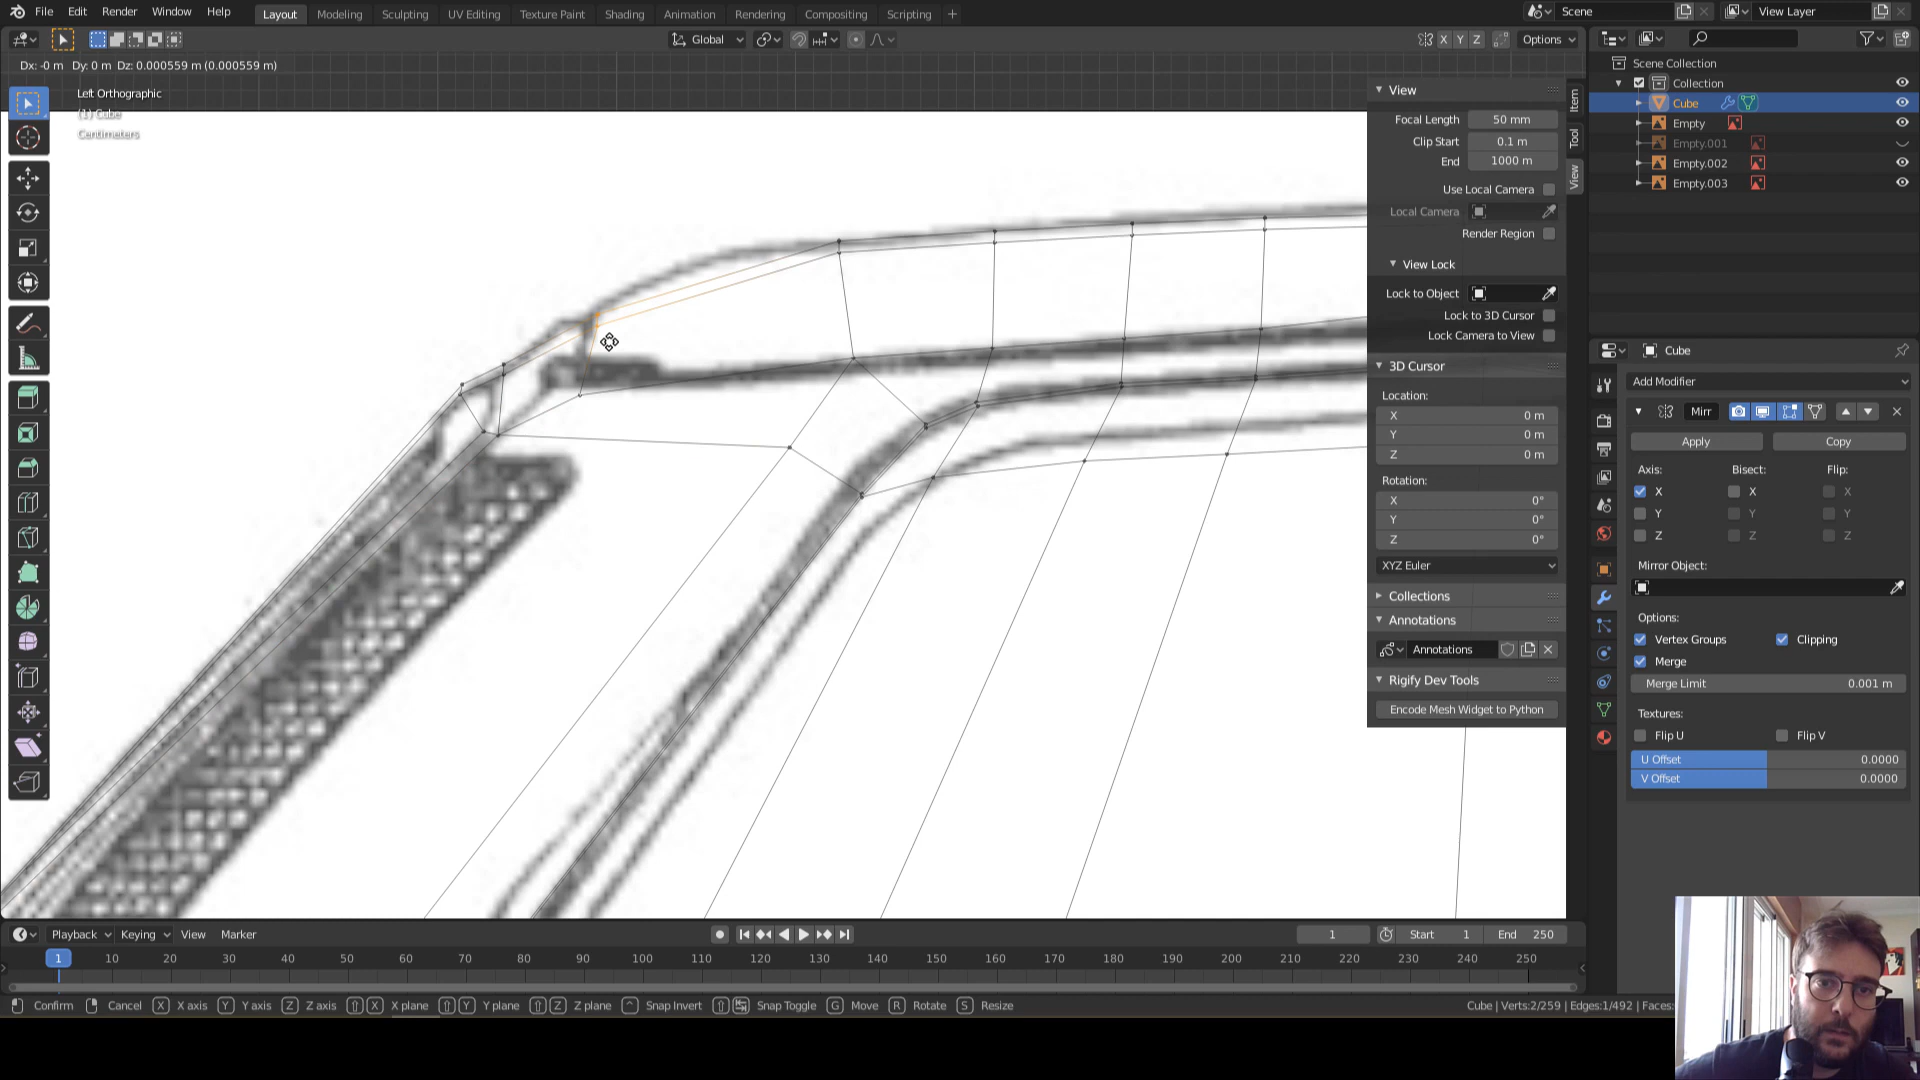 File Edit Render Window Help Layout Modeling Sculpting UV Editing Texture Paint Shading Animation Rendering Compositing Scripting + Scene View Layer
Global X Y Z Options
Dx: -0 m Dy: 0 m Dz: 0.000559 m (0.000559 m)
Left Orthographic
(1) Cube
Centimeters
View
Focal Length 50 mm
Clip Start 0.1 m
End 1000 m
Use Local Camera
Local Camera
Render Region
View Lock
Lock to Object
Lock to 3D Cursor
Lock Camera to View
3D Cursor
Location:
X 0 m
Y 0 m
Z 0 m
Rotation:
X 0°
Y 0°
Z 0°
XYZ Euler
Collections
Annotations
Annotations
Rigify Dev Tools
Encode Mesh Widget to Python
Item
Tool
View
Scene Collection
Collection
Cube
Empty
Empty.001
Empty.002
Empty.003
Cube
Add Modifier
Mirr
Apply Copy
Axis: Bisect: Flip:
X X X
Y Y Y
Z Z Z
Mirror Object:
Options:
Vertex Groups Clipping
Merge
Merge Limit 0.001 m
Textures:
Flip U Flip V
U Offset 0.0000
V Offset 0.0000
Playback Keying View Marker 1 Start 1 End 250
1 10 20 30 40 50 60 70 80 90 100 110 120 130 140 150 160 170 180 190 200 210 220 230 240 250
Confirm Cancel X X axis Y Y axis Z Z axis X X plane Y Y plane Z Z plane Snap Invert Snap Toggle G Move R Rotate S Resize Cube | Verts:2/259 | Edges:1/492 | Faces: